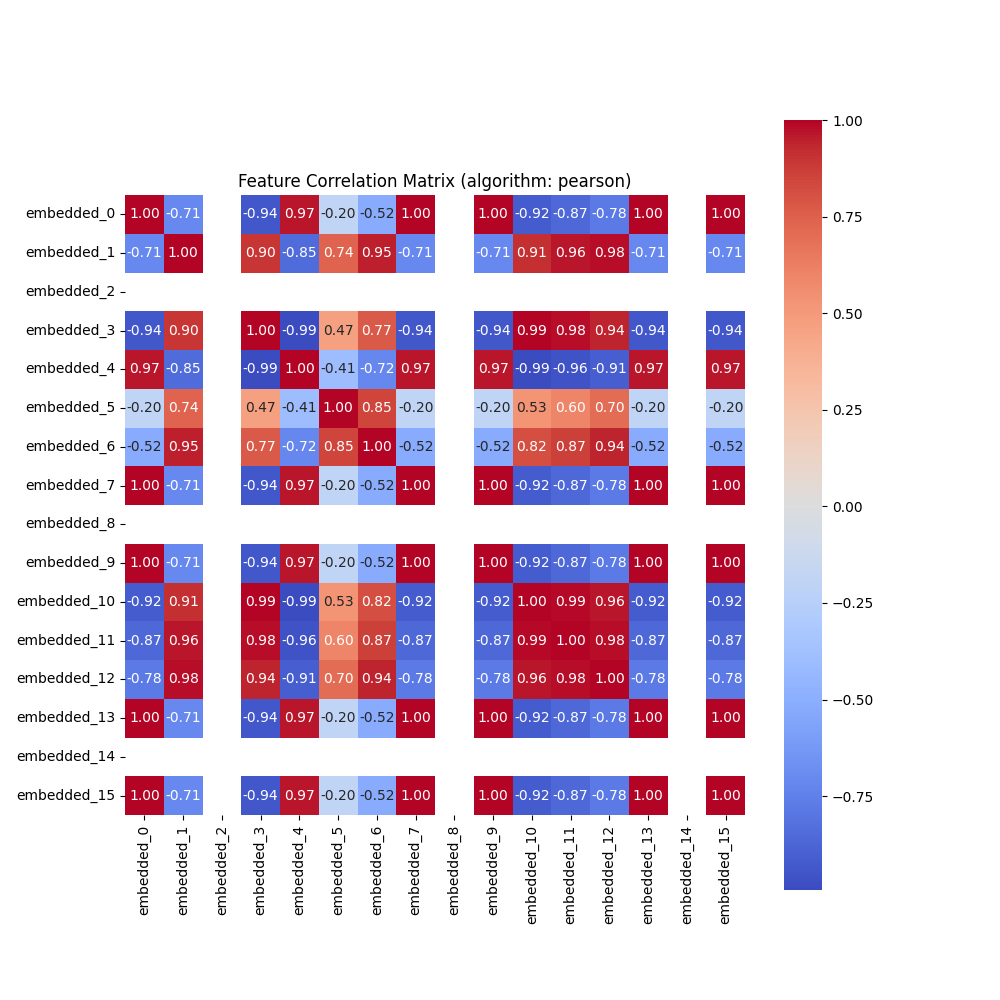 Feature Correlation Matrix (algorithm: pearson)
embedded_0 1.00 -0.71 -0.94 0.97 -0.20 -0.52 1.00 1.00 -0.92 -0.87 -0.78 1.00 1.00
embedded_1 -0.71 1.00 0.90 -0.85 0.74 0.95 -0.71 -0.71 0.91 0.96 0.98 -0.71 -0.71
embedded_2
embedded_3 -0.94 0.90 1.00 -0.99 0.47 0.77 -0.94 -0.94 0.99 0.98 0.94 -0.94 -0.94
embedded_4 0.97 -0.85 -0.99 1.00 -0.41 -0.72 0.97 0.97 -0.99 -0.96 -0.91 0.97 0.97
embedded_5 -0.20 0.74 0.47 -0.41 1.00 0.85 -0.20 -0.20 0.53 0.60 0.70 -0.20 -0.20
embedded_6 -0.52 0.95 0.77 -0.72 0.85 1.00 -0.52 -0.52 0.82 0.87 0.94 -0.52 -0.52
embedded_7 1.00 -0.71 -0.94 0.97 -0.20 -0.52 1.00 1.00 -0.92 -0.87 -0.78 1.00 1.00
embedded_8
embedded_9 1.00 -0.71 -0.94 0.97 -0.20 -0.52 1.00 1.00 -0.92 -0.87 -0.78 1.00 1.00
embedded_10 -0.92 0.91 0.99 -0.99 0.53 0.82 -0.92 -0.92 1.00 0.99 0.96 -0.92 -0.92
embedded_11 -0.87 0.96 0.98 -0.96 0.60 0.87 -0.87 -0.87 0.99 1.00 0.98 -0.87 -0.87
embedded_12 -0.78 0.98 0.94 -0.91 0.70 0.94 -0.78 -0.78 0.96 0.98 1.00 -0.78 -0.78
embedded_13 1.00 -0.71 -0.94 0.97 -0.20 -0.52 1.00 1.00 -0.92 -0.87 -0.78 1.00 1.00
embedded_14
embedded_15 1.00 -0.71 -0.94 0.97 -0.20 -0.52 1.00 1.00 -0.92 -0.87 -0.78 1.00 1.00
embedded_0
embedded_1
embedded_2
embedded_3
embedded_4
embedded_5
embedded_6
embedded_7
embedded_8
embedded_9
embedded_10
embedded_11
embedded_12
embedded_13
embedded_14
embedded_15
1.00
0.75
0.50
0.25
0.00
−0.25
−0.50
−0.75